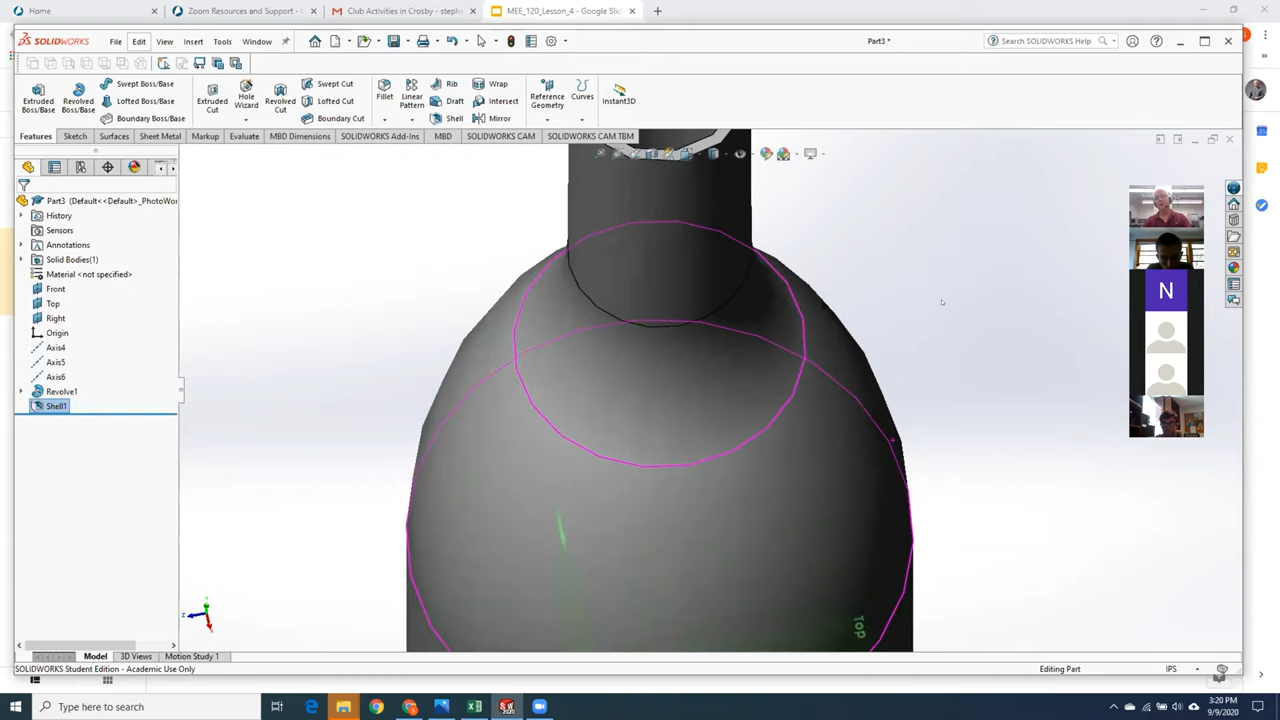 Home
Zoom Resources and Support -
Club Activities in Crosby - steph
MEE_120_Lesson_4 - Google Slid
SOLIDWORKS File Edit View Insert Tools Window
Part3 *
Search SOLIDWORKS Help
Extruded Boss/Base
Revolved Boss/Base
Swept Boss/Base
Lofted Boss/Base
Boundary Boss/Base
Extruded Cut
Hole Wizard
Revolved Cut
Swept Cut
Lofted Cut
Boundary Cut
Fillet
Linear Pattern
Rib
Draft
Shell
Wrap
Intersect
Mirror
Reference Geometry
Curves
Instant3D
Features Sketch Sheet Metal Markup Evaluate MBD Dimensions SOLIDWORKS Add-Ins MBD SOLIDWORKS CAM SOLIDWORKS CAM TBM
Part3 (Default<<Default>_PhotoWor
History
Sensors
Annotations
Solid Bodies(1)
Material <not specified>
Front
Top
Right
Origin
Axis4
Axis5
Axis6
Revolve1
Shell1
N
Top
Model 3D Views Motion Study 1
SOLIDWORKS Student Edition - Academic Use Only
Editing Part
IPS
Type here to search
3:20 PM
9/9/2020